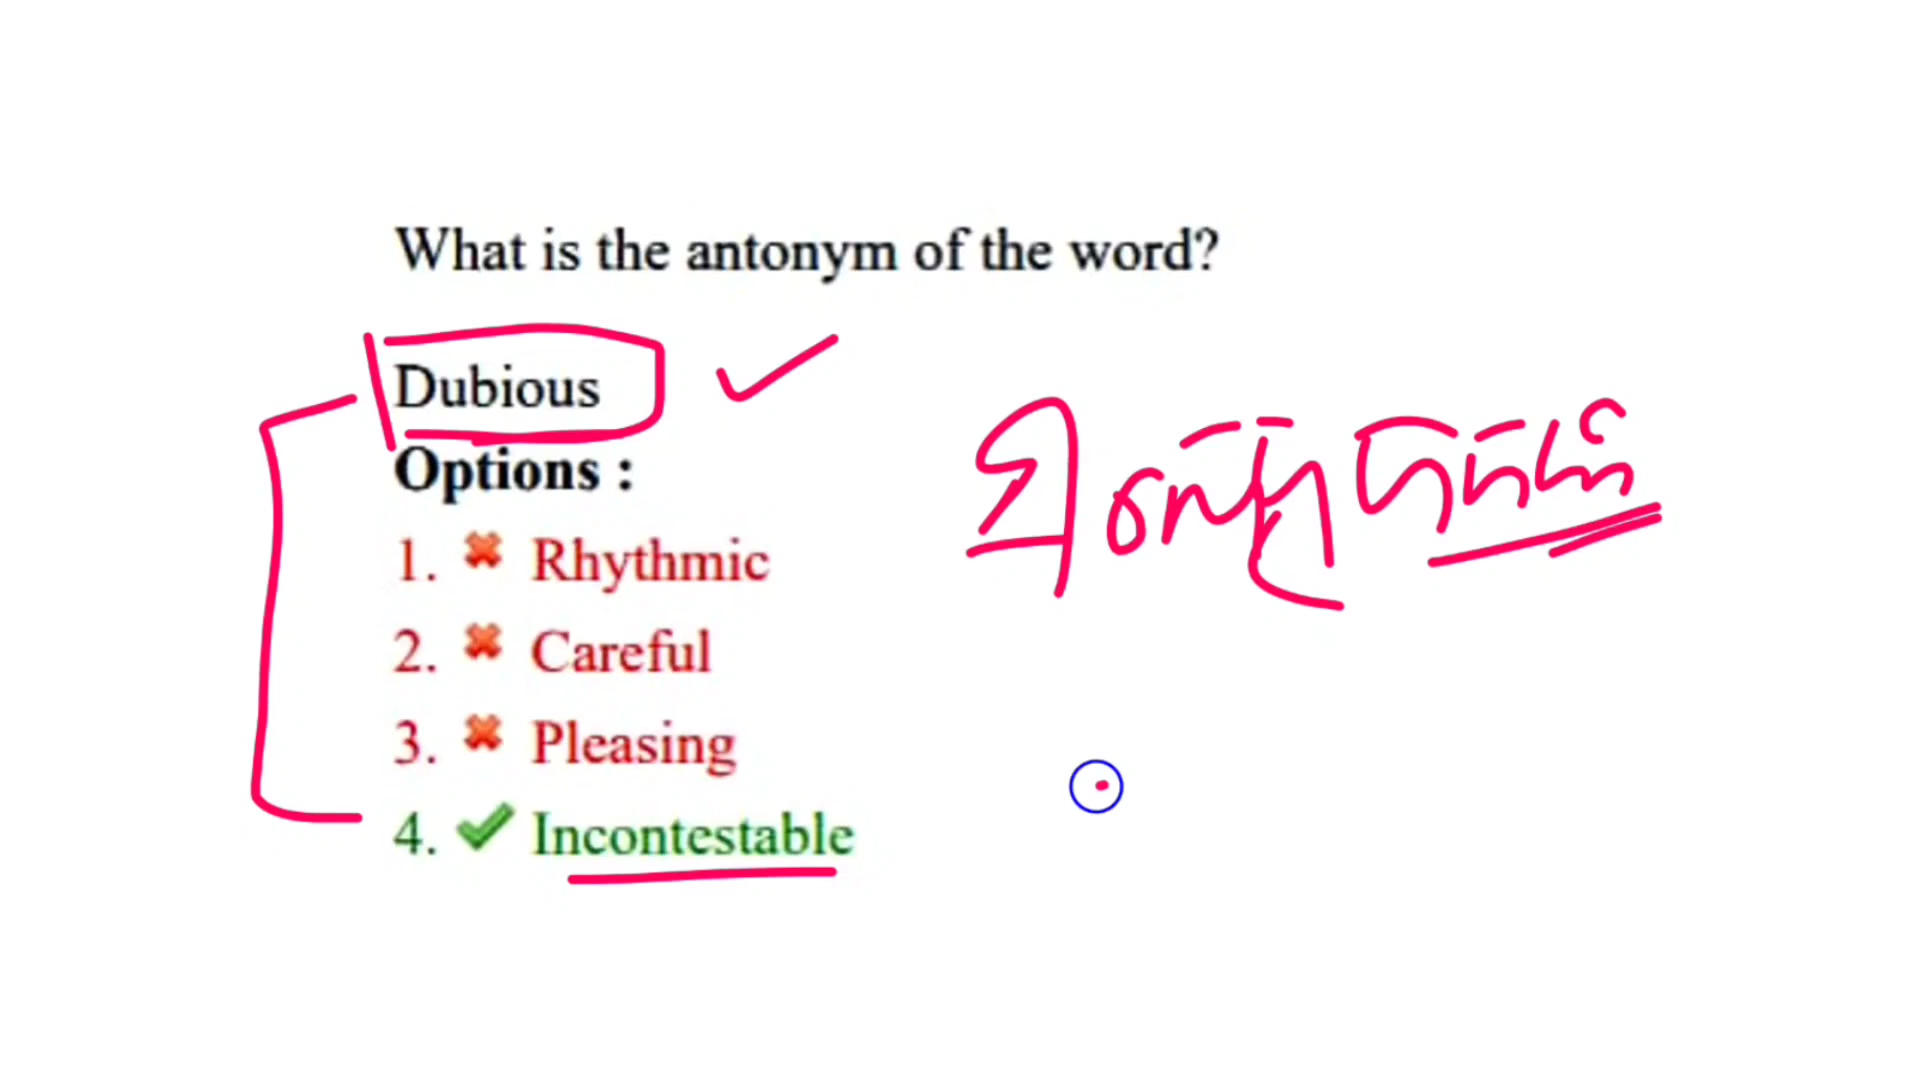 What is the antonym of the word?
Dubious
Options :
1. Rhythmic
2. Careful
3. Pleasing
4. Incontestable